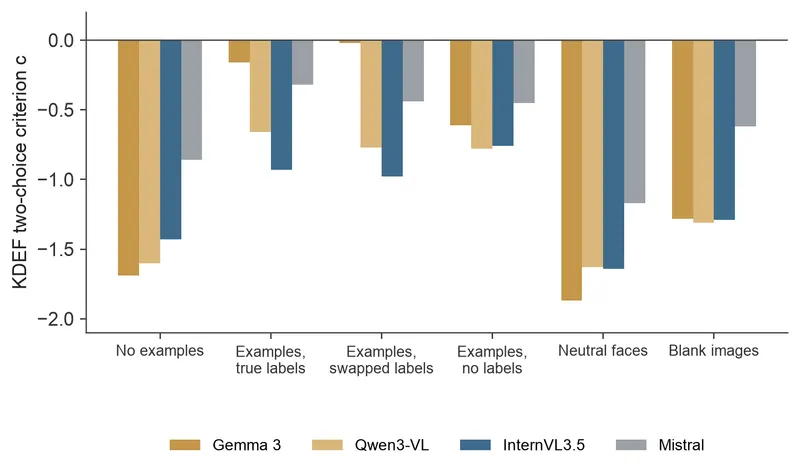 KDEF two-choice criterion c
0.0
−0.5
−1.0
−1.5
−2.0
No examples
Examples,
true labels
Examples,
swapped labels
Examples,
no labels
Neutral faces
Blank images
Gemma 3
Qwen3-VL
InternVL3.5
Mistral